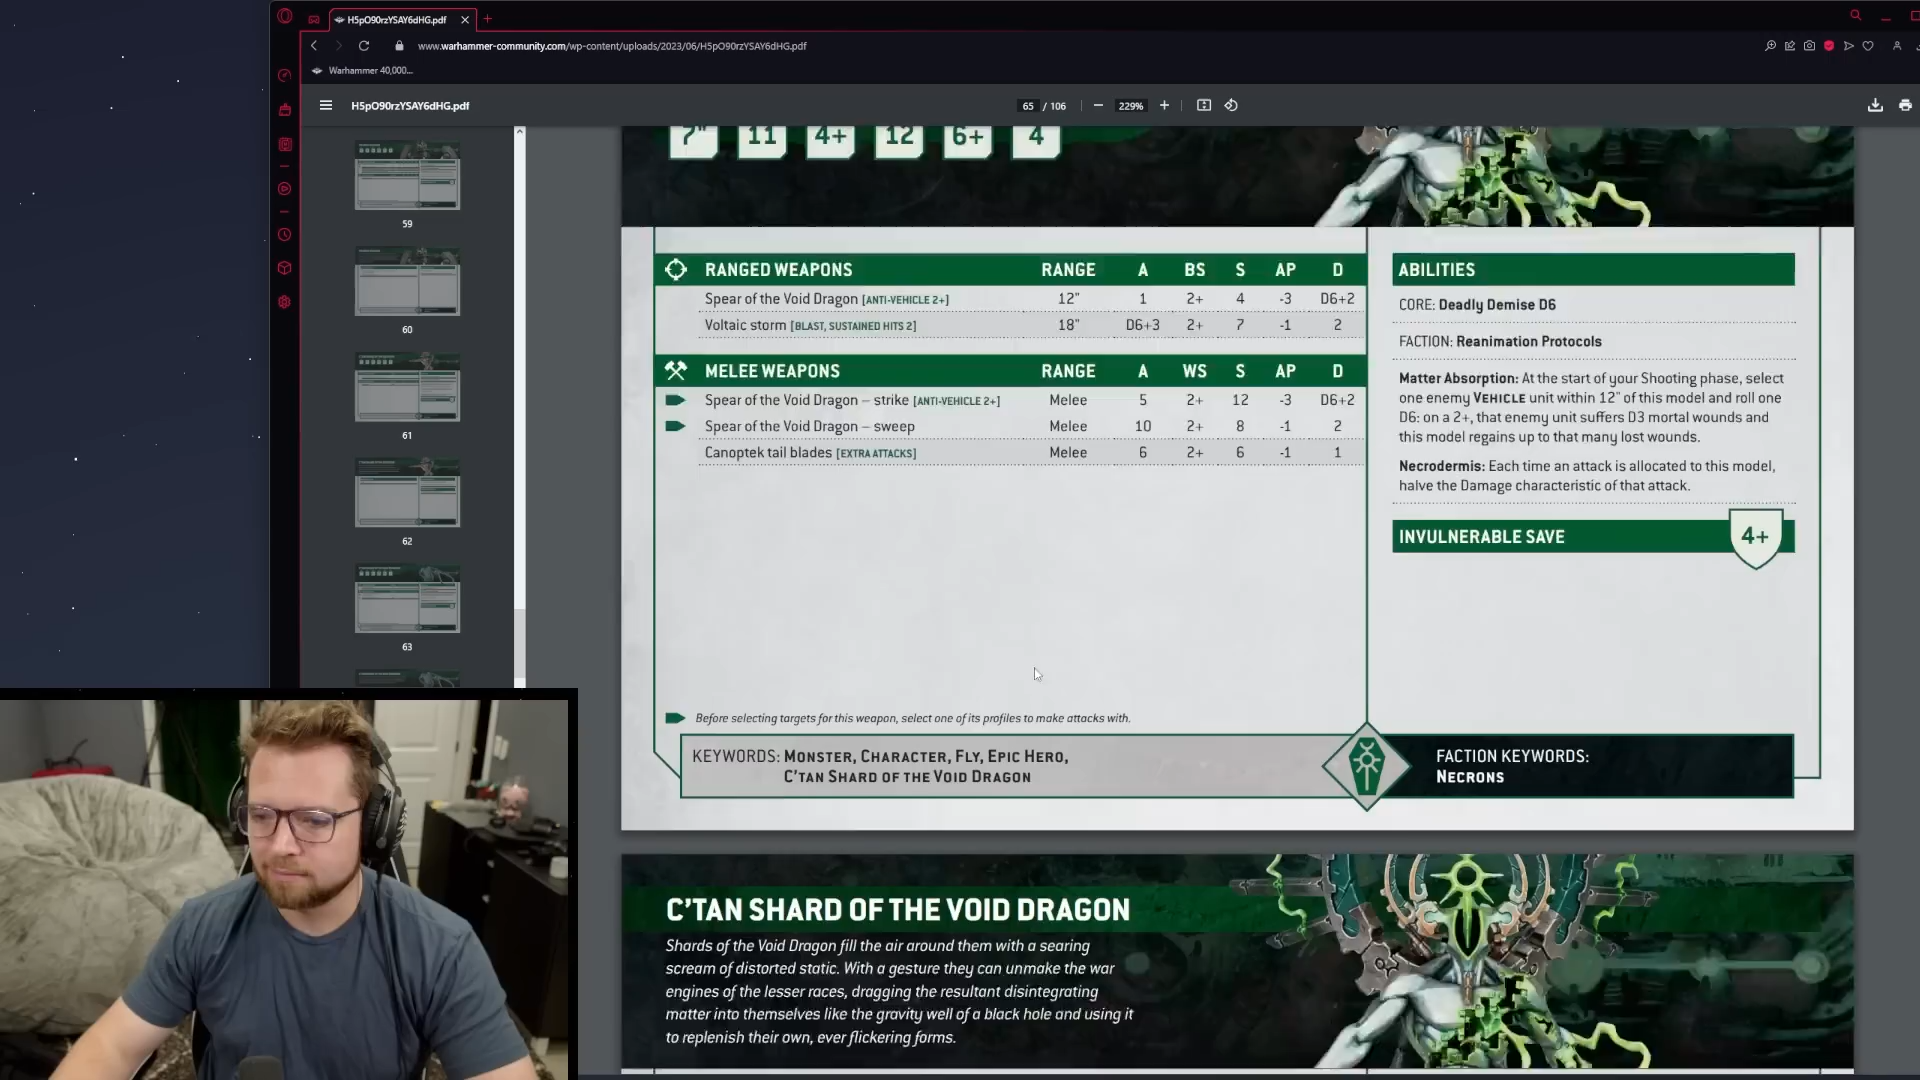 H5pO90rzYSAY6dHG.pdf
www.warhammer-community.com/wp-content/uploads/2023/06/H5pO90rzYSAY6dHG.pdf
Warhammer 40,000...
H5pO90rzYSAY6dHG.pdf
65 / 106
229%
59
60
61
62
63
7" 11 4+ 12 6+ 4
RANGED WEAPONS RANGE A BS S AP D
Spear of the Void Dragon [ANTI-VEHICLE 2+] 12" 1 2+ 4 -3 D6+2
Voltaic storm [BLAST, SUSTAINED HITS 2] 18" D6+3 2+ 7 -1 2
MELEE WEAPONS RANGE A WS S AP D
Spear of the Void Dragon – strike [ANTI-VEHICLE 2+] Melee 5 2+ 12 -3 D6+2
Spear of the Void Dragon – sweep Melee 10 2+ 8 -1 2
Canoptek tail blades [EXTRA ATTACKS] Melee 6 2+ 6 -1 1
Before selecting targets for this weapon, select one of its profiles to make attacks with.
ABILITIES
CORE: Deadly Demise D6
FACTION: Reanimation Protocols
Matter Absorption: At the start of your Shooting phase, select
one enemy VEHICLE unit within 12" of this model and roll one
D6: on a 2+, that enemy unit suffers D3 mortal wounds and
this model regains up to that many lost wounds.
Necrodermis: Each time an attack is allocated to this model,
halve the Damage characteristic of that attack.
INVULNERABLE SAVE 4+
KEYWORDS: MONSTER, CHARACTER, FLY, EPIC HERO,
C'TAN SHARD OF THE VOID DRAGON
FACTION KEYWORDS:
NECRONS
C'TAN SHARD OF THE VOID DRAGON
Shards of the Void Dragon fill the air around them with a searing
scream of distorted static. With a gesture they can unmake the war
engines of the lesser races, dragging the resultant disintegrating
matter into themselves like the gravity well of a black hole and using it
to replenish their own, ever flickering forms.